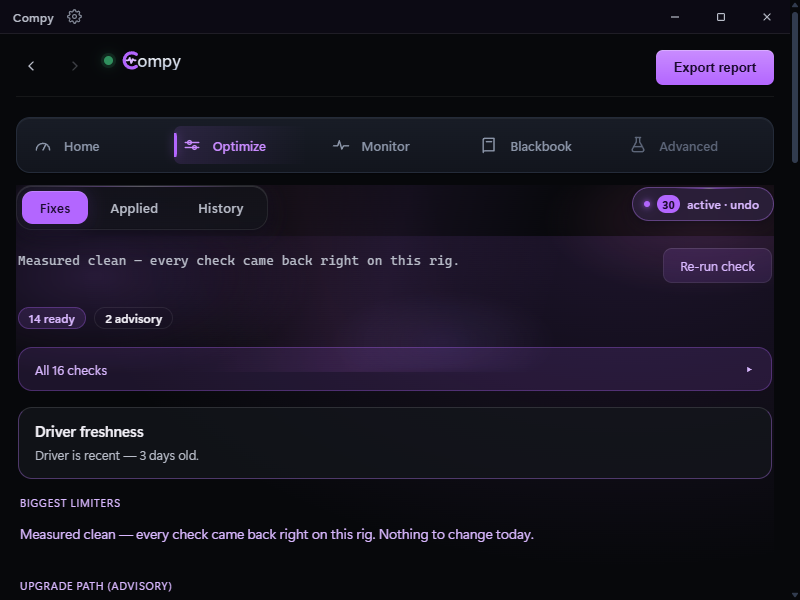 Compy
Compy
Export report
Home
Optimize
Monitor
Blackbook
Advanced
Fixes
Applied
History
30 active · undo
Measured clean — every check came back right on this rig.
Re-run check
14 ready
2 advisory
All 16 checks
Driver freshness
Driver is recent — 3 days old.
BIGGEST LIMITERS
Measured clean — every check came back right on this rig. Nothing to change today.
UPGRADE PATH (ADVISORY)